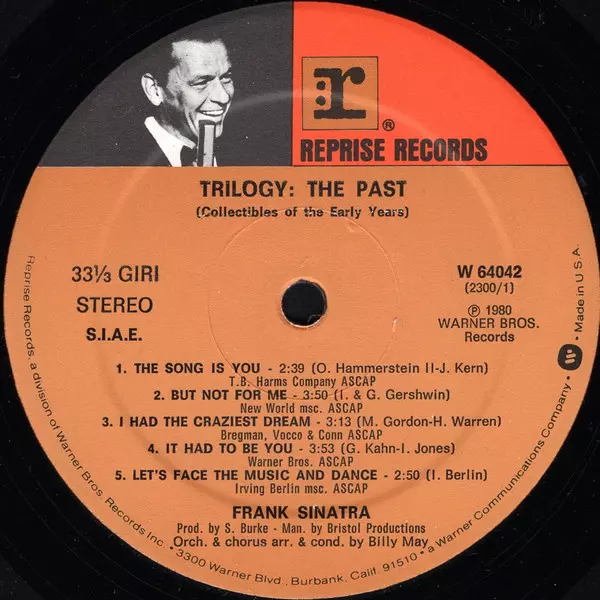 r
®
REPRISE RECORDS
TRILOGY: THE PAST
(Collectibles of the Early Years)
33⅓ GIRI
STEREO
S.I.A.E.
W 64042
(2300/1)
℗ 1980
WARNER BROS.
Records
1. THE SONG IS YOU - 2:39 (O. Hammerstein II-J. Kern)
T.B. Harms Company ASCAP
2. BUT NOT FOR ME - 3:50 (I. & G. Gershwin)
New World msc. ASCAP
3. I HAD THE CRAZIEST DREAM - 3:13 (M. Gordon-H. Warren)
Bregman, Vocco & Conn ASCAP
4. IT HAD TO BE YOU - 3:53 (G. Kahn-I. Jones)
Warner Bros. ASCAP
5. LET'S FACE THE MUSIC AND DANCE - 2:50 (I. Berlin)
Irving Berlin msc. ASCAP
FRANK SINATRA
Prod. by S. Burke - Man. by Bristol Productions
Orch. & chorus arr. & cond. by Billy May
Reprise Records, a division of Warner Bros. Records Inc. • 3300 Warner Blvd., Burbank, Calif. 91510 • a Warner Communications Company • W • Made in U.S.A.